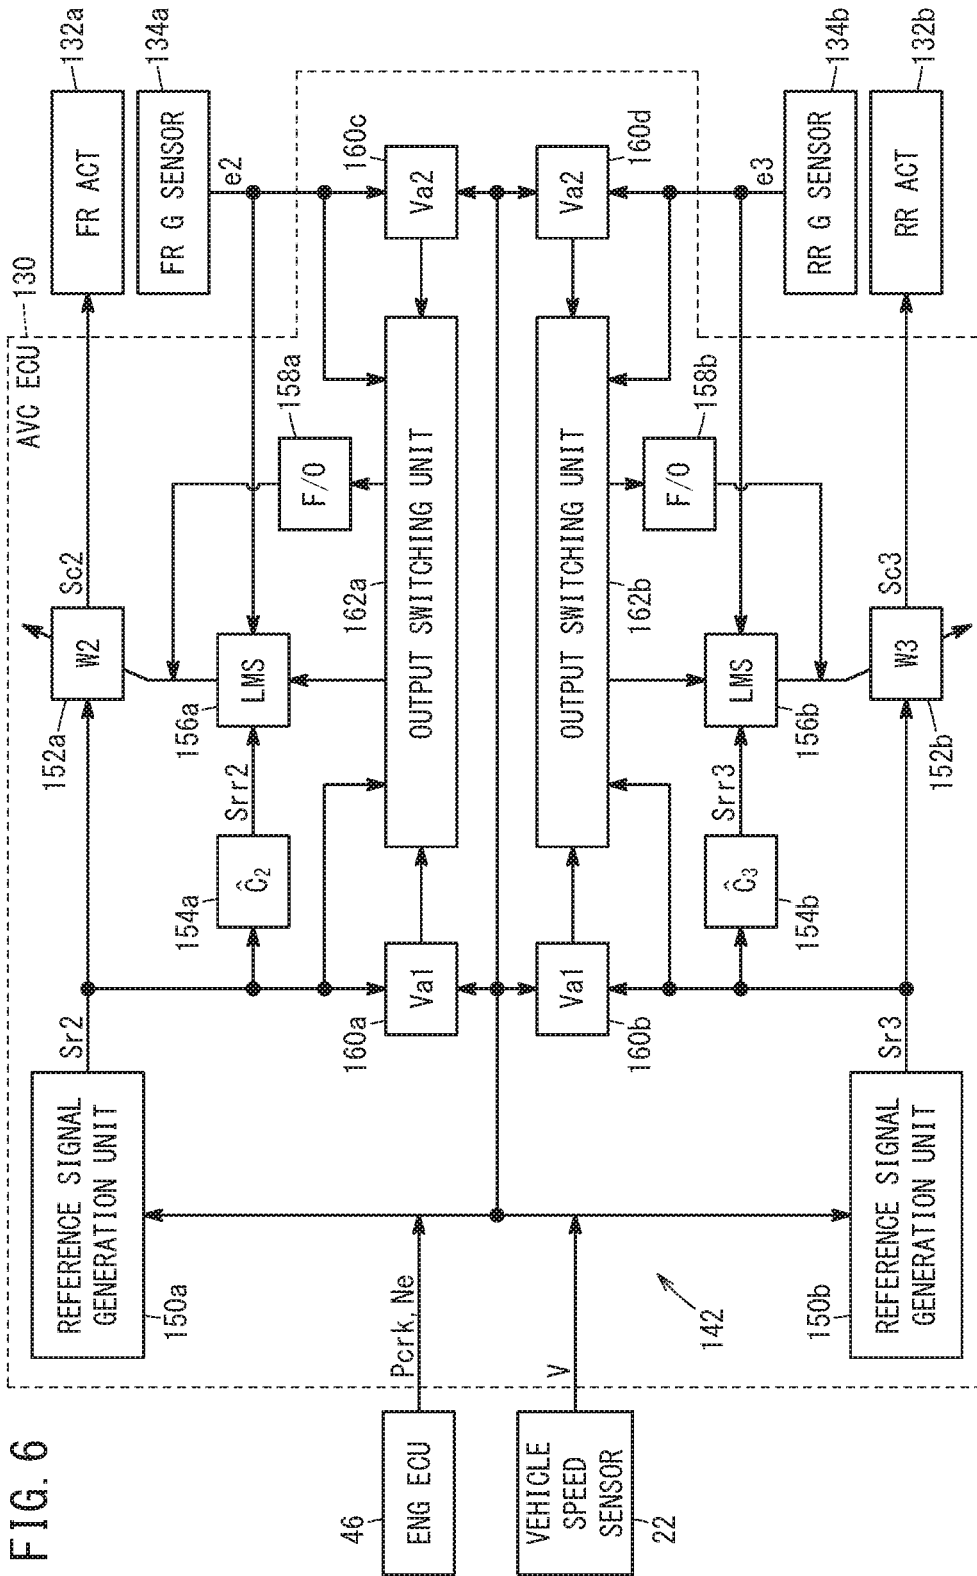 FIG. 6
AVC ECU
130
FR ACT
132a
FR G SENSOR
134a
e2
REFERENCE SIGNAL
GENERATION UNIT
150a
Sr2
W2
152a
Sc2
Ĉ2
154a
Srr2
LMS
156a
F/O
158a
Va1
160a
OUTPUT SWITCHING UNIT
162a
Va2
160c
ENG ECU
46
Pcrk, Ne
VEHICLE
SPEED
SENSOR
22
V
142
Va1
160b
OUTPUT SWITCHING UNIT
162b
Va2
160d
F/O
158b
Ĉ3
154b
Srr3
LMS
156b
e3
RR G SENSOR
134b
REFERENCE SIGNAL
GENERATION UNIT
150b
Sr3
W3
152b
Sc3
RR ACT
132b